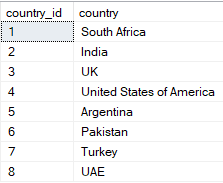 country_id country
1 South Africa
2 India
3 UK
4 United States of America
5 Argentina
6 Pakistan
7 Turkey
8 UAE